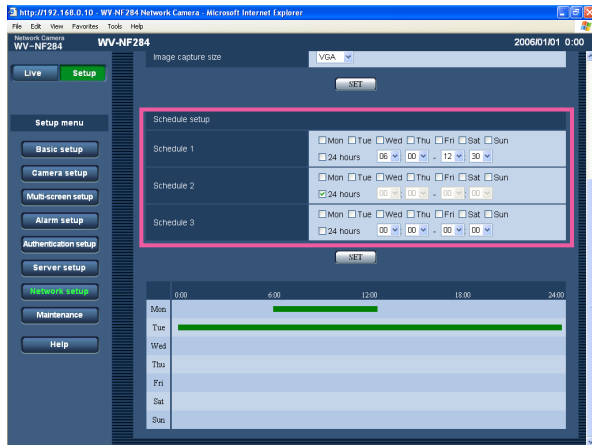 http://192.168.0.10 - WV-NF284 Network Camera - Microsoft Internet Explorer
File Edit View Favorites Tools Help
Network Camera
WV-NF284
WV-NF284
2006/01/01 0:00
Live
Setup
Image capture size
VGA
SET
Setup menu
Basic setup
Camera setup
Multi-screen setup
Alarm setup
Authentication setup
Server setup
Network setup
Maintenance
Help
Schedule setup
Schedule 1
Mon Tue Wed Thu Fri Sat Sun
24 hours 06 : 00 - 12 : 30
Schedule 2
Mon Tue Wed Thu Fri Sat Sun
24 hours 00 : 00 - 00 : 00
Schedule 3
Mon Tue Wed Thu Fri Sat Sun
24 hours 00 : 00 - 00 : 00
SET
0:00 6:00 12:00 18:00 24:00
Mon
Tue
Wed
Thu
Fri
Sat
Sun